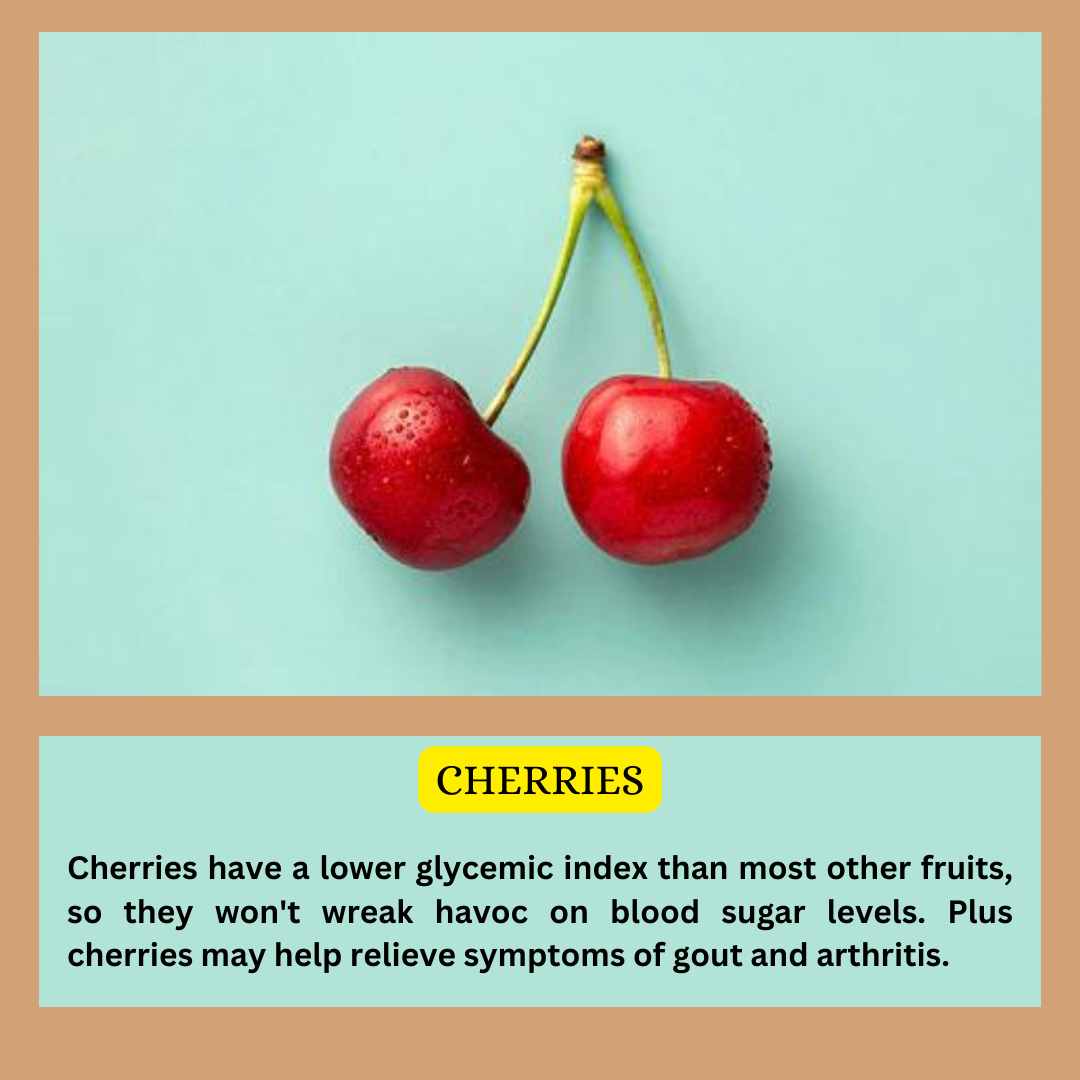 CHERRIES
Cherries have a lower glycemic index than most other fruits,
so they won't wreak havoc on blood sugar levels. Plus
cherries may help relieve symptoms of gout and arthritis.